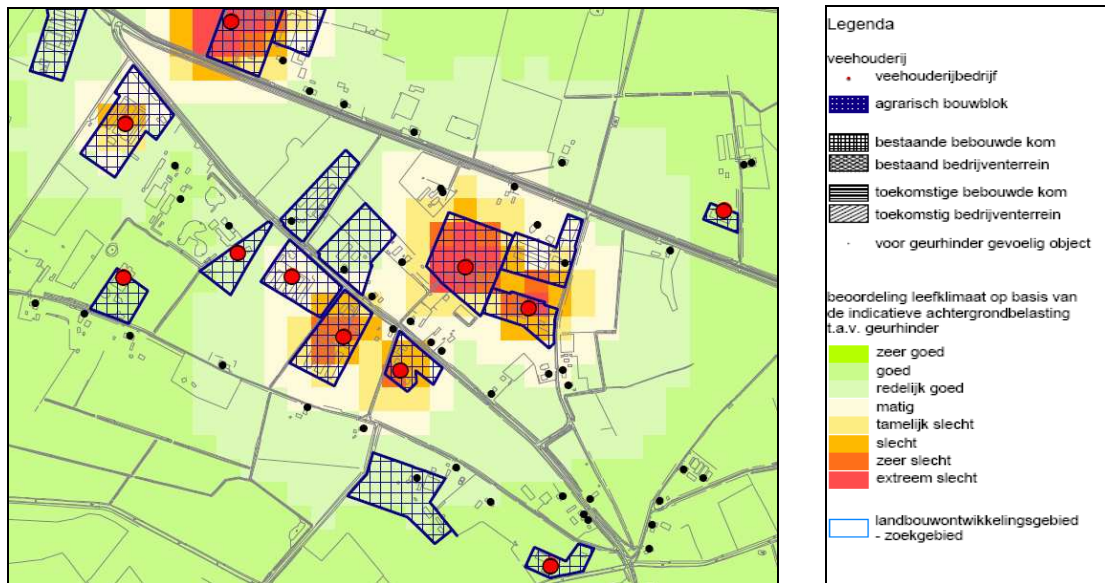 Legenda
veehouderij
veehouderijbedrijf
agrarisch bouwblok
bestaande bebouwde kom
bestaand bedrijventerrein
toekomstige bebouwde kom
toekomstig bedrijventerrein
voor geurhinder gevoelig object
beoordeling leefklimaat op basis van
de indicatieve achtergrondbelasting
t.a.v. geurhinder
zeer goed
goed
redelijk goed
matig
tamelijk slecht
slecht
zeer slecht
extreem slecht
landbouwontwikkelingsgebied
- zoekgebied